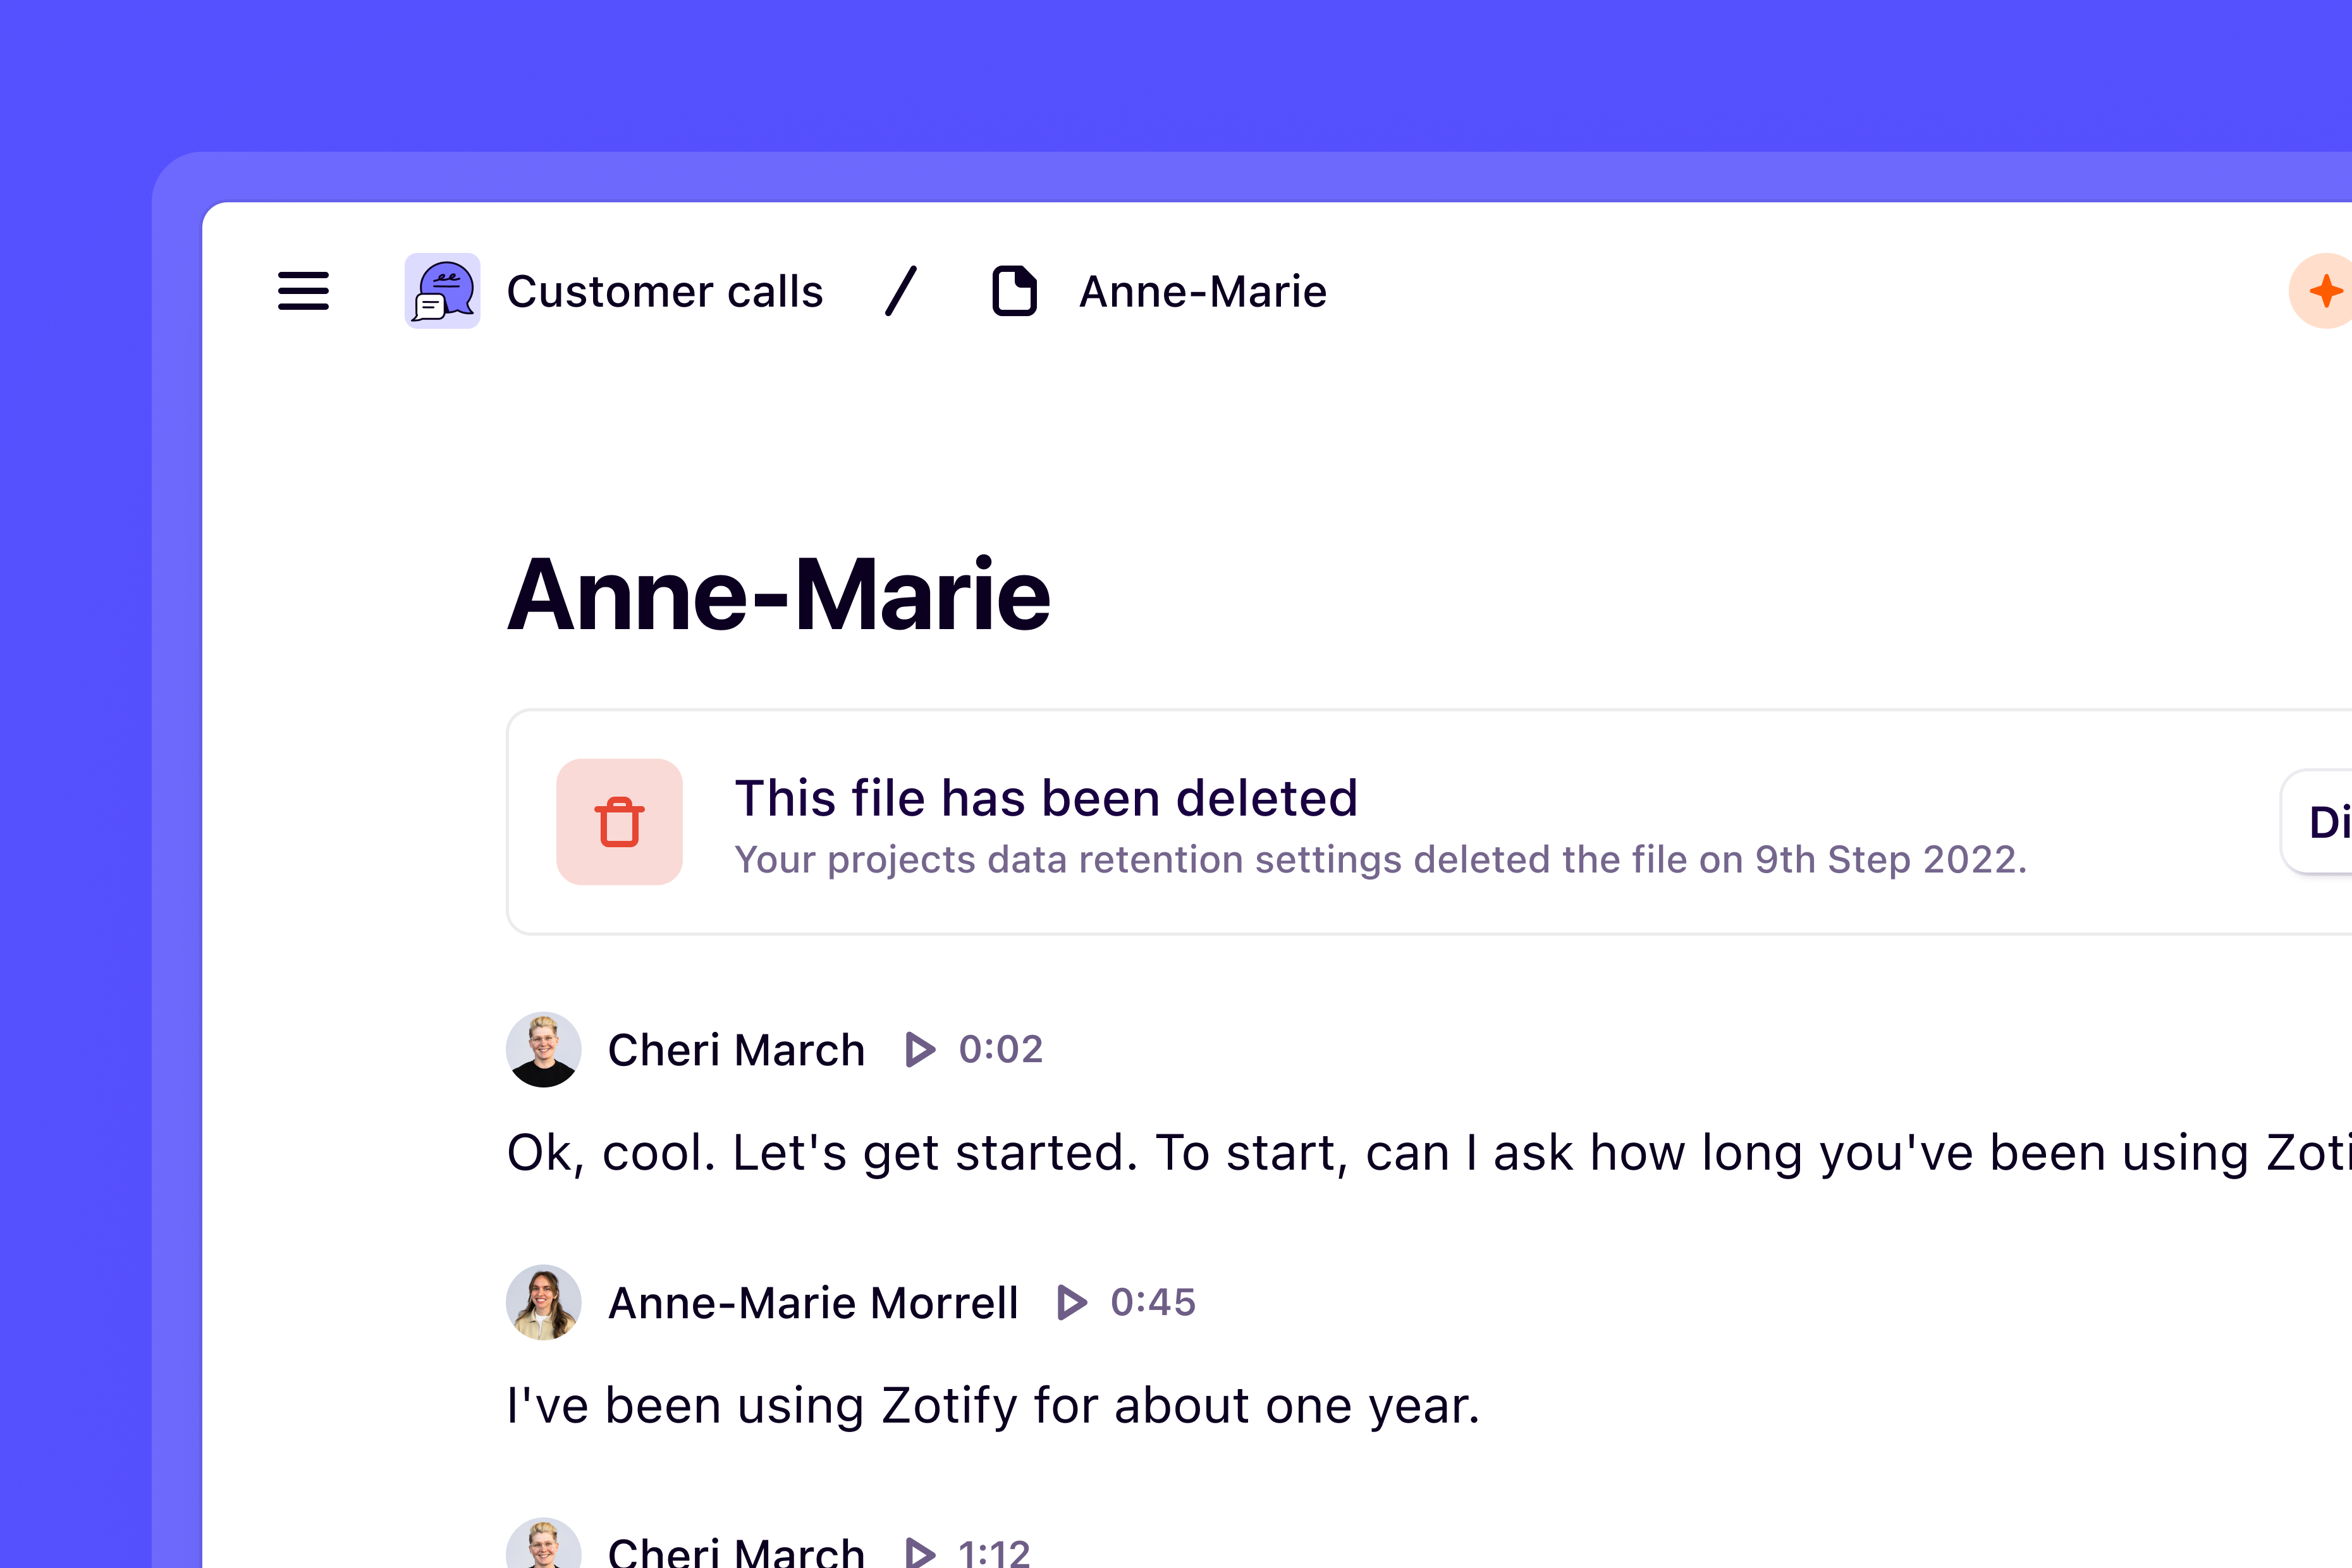 Customer calls / Anne-Marie
Anne-Marie
This file has been deleted
Your projects data retention settings deleted the file on 9th Step 2022.
Cheri March 0:02
Ok, cool. Let's get started. To start, can I ask how long you've been using
Anne-Marie Morrell 0:45
I've been using Zotify for about one year.
Cheri March 1:12